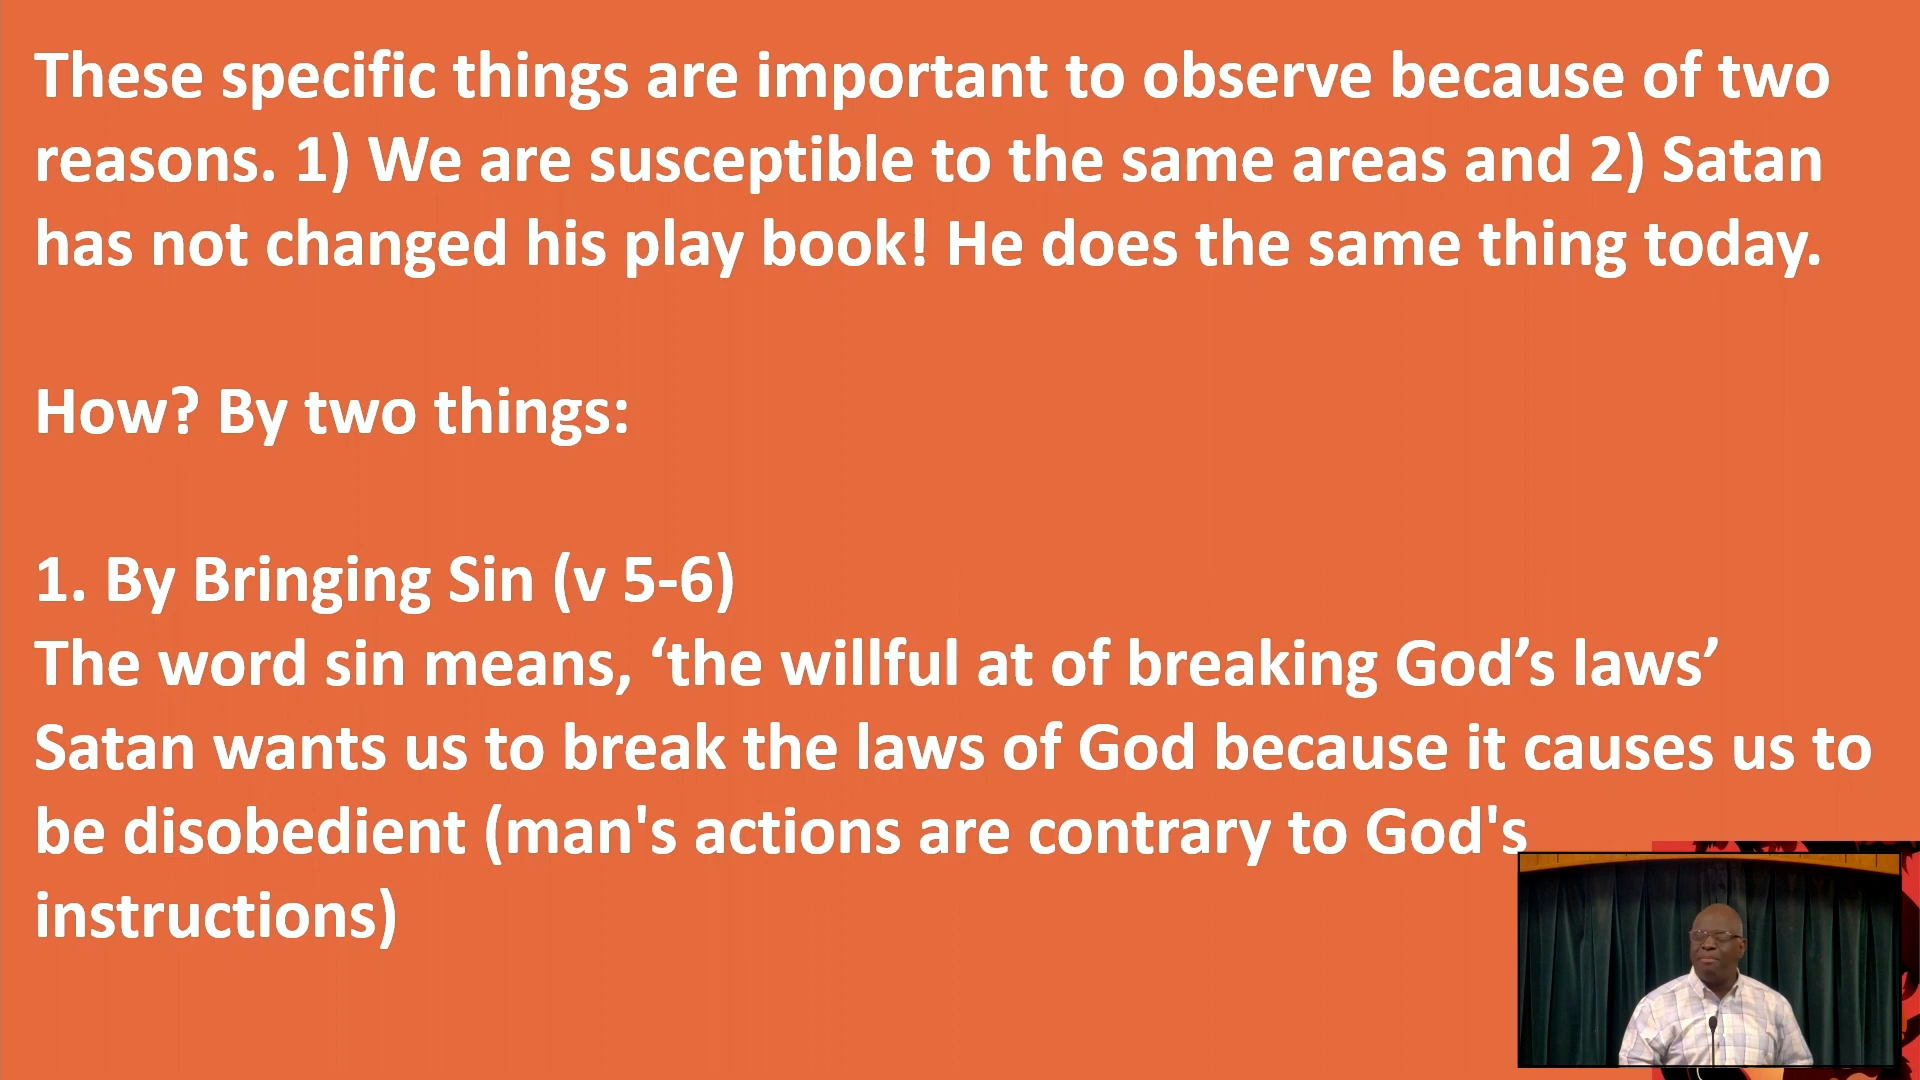 These specific things are important to observe because of two
reasons. 1) We are susceptible to the same areas and 2) Satan
has not changed his play book! He does the same thing today.
How? By two things:
1. By Bringing Sin (v 5-6)
The word sin means, ‘the willful at of breaking God’s laws’
Satan wants us to break the laws of God because it causes us to
be disobedient (man's actions are contrary to God's
instructions)